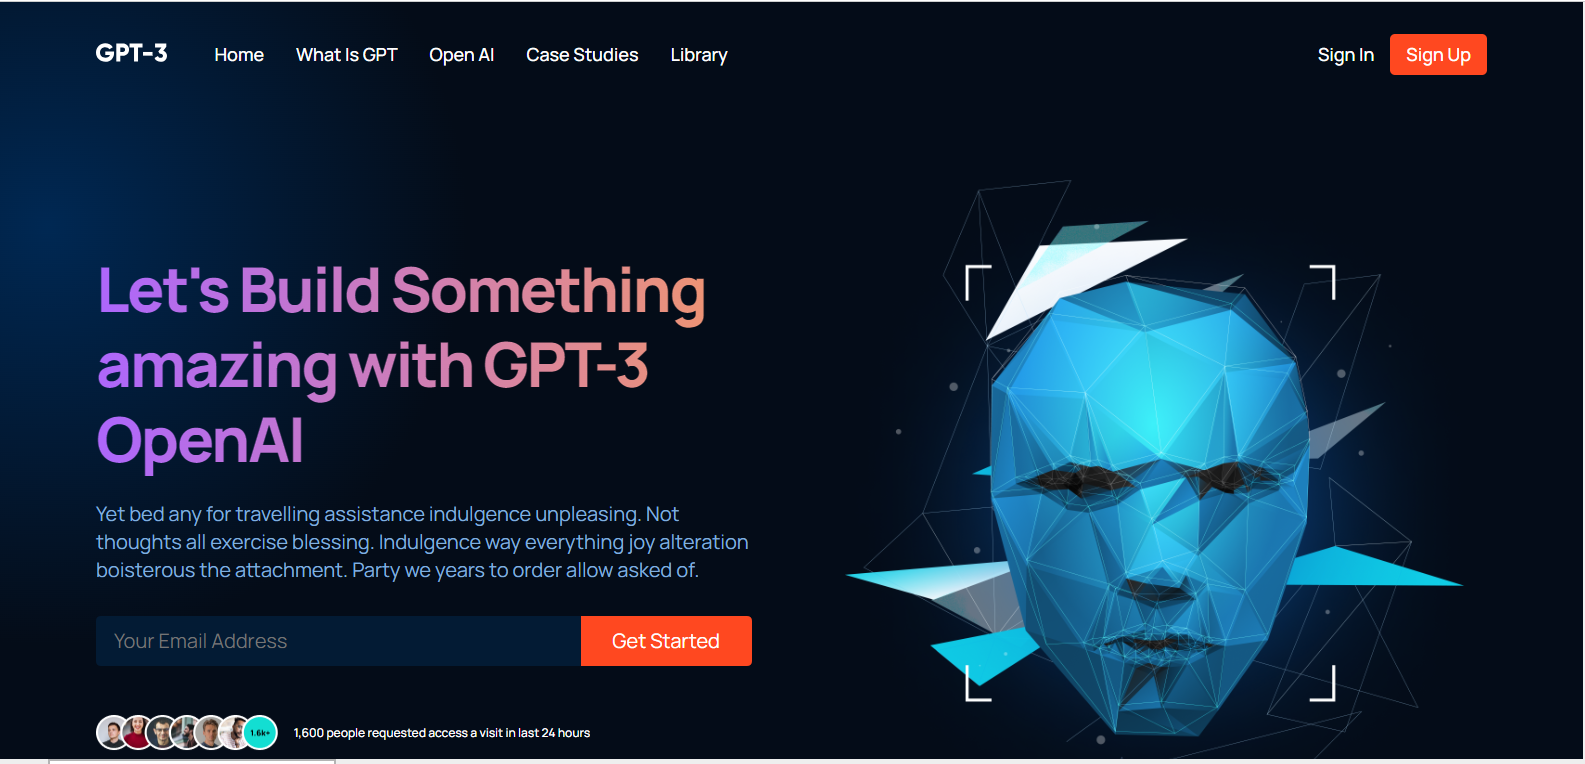 GPT-3 Home What Is GPT Open AI Case Studies Library Sign In Sign Up
Let's Build Something
amazing with GPT-3
OpenAI
Yet bed any for travelling assistance indulgence unpleasing. Not
thoughts all exercise blessing. Indulgence way everything joy alteration
boisterous the attachment. Party we years to order allow asked of.
Your Email Address Get Started
1.6k+ 1,600 people requested access a visit in last 24 hours